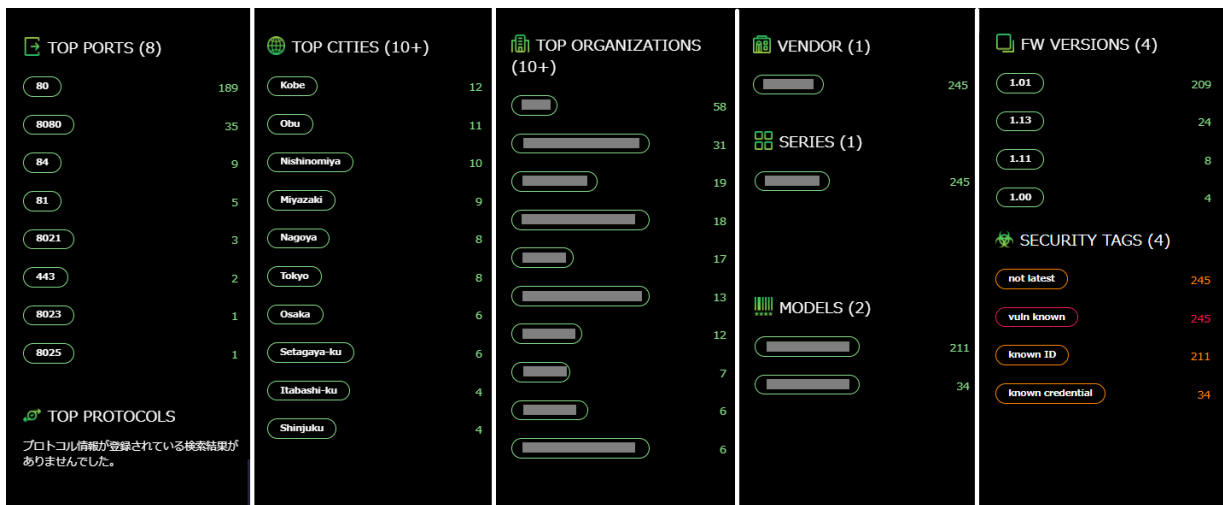 TOP PORTS (8)
80 189
8080 35
84 9
81 5
8021 3
443 2
8023 1
8025 1
TOP PROTOCOLS
プロトコル情報が登録されている検索結果が
ありませんでした。
TOP CITIES (10+)
Kobe 12
Obu 11
Nishinomiya 10
Miyazaki 9
Nagoya 8
Tokyo 8
Osaka 6
Setagaya-ku 6
Itabashi-ku 4
Shinjuku 4
TOP ORGANIZATIONS
(10+)
58
31
19
18
17
13
12
7
6
6
VENDOR (1)
245
SERIES (1)
245
MODELS (2)
211
34
FW VERSIONS (4)
1.01 209
1.13 24
1.11 8
1.00 4
SECURITY TAGS (4)
not latest 245
vuln known 245
known ID 211
known credential 34